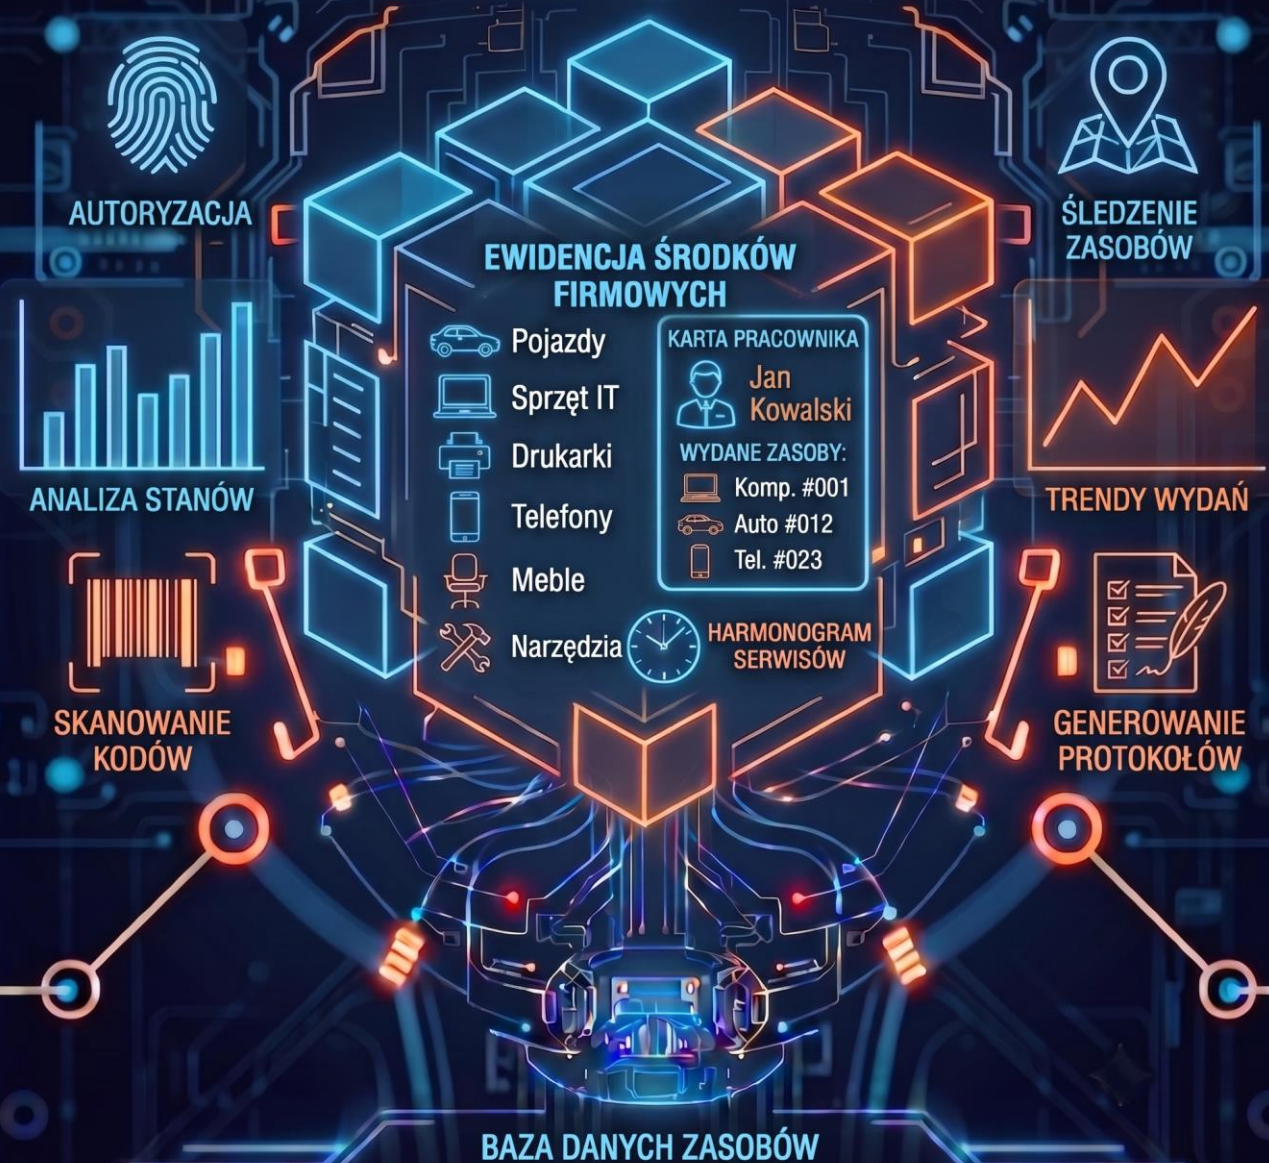 AUTORYZACJA
ŚLEDZENIE
ZASOBÓW
EWIDENCJA ŚRODKÓW
FIRMOWYCH
Pojazdy
Sprzęt IT
Drukarki
Telefony
Meble
Narzędzia
KARTA PRACOWNIKA
Jan
Kowalski
WYDANE ZASOBY:
Komp. #001
Auto #012
Tel. #023
HARMONOGRAM
SERWISÓW
ANALIZA STANÓW
TRENDY WYDAŃ
SKANOWANIE
KODÓW
GENEROWANIE
PROTOKOŁÓW
BAZA DANYCH ZASOBÓW